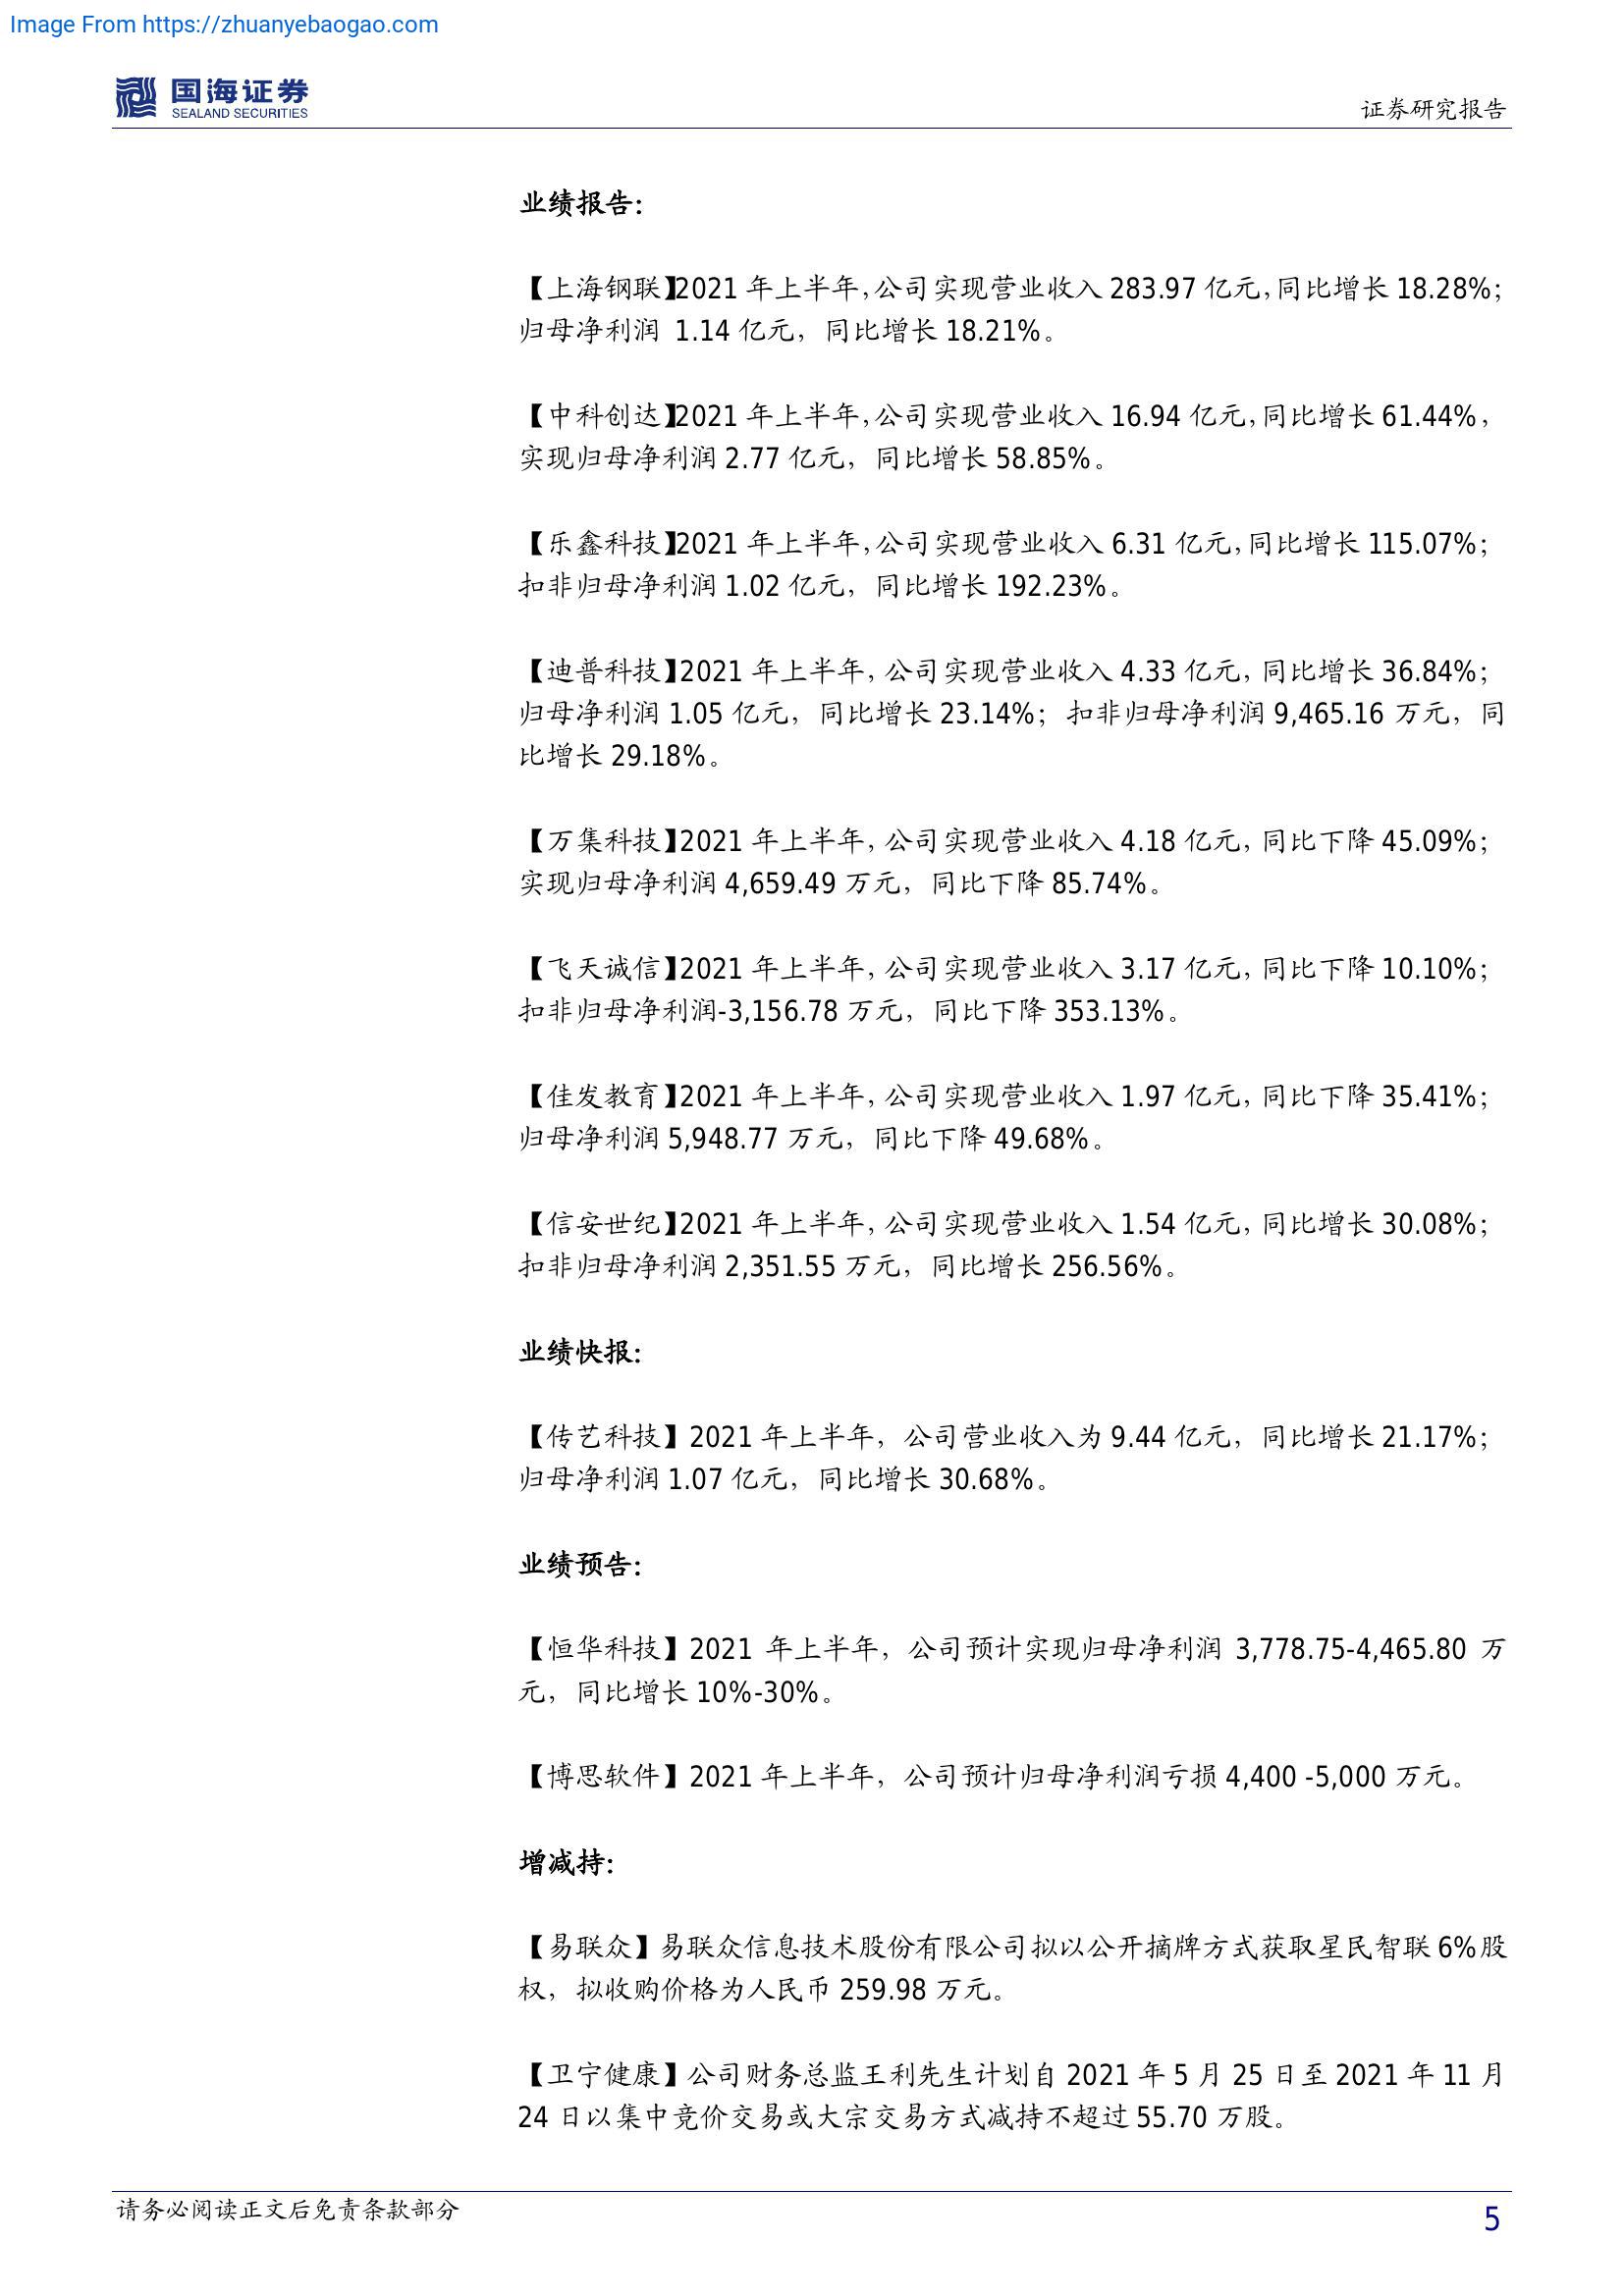 Image From https://zhuanyebaogao.com
国海证券
SEALAND SECURITIES
证券研究报告
业绩报告：
【上海钢联】2021 年上半年，公司实现营业收入 283.97 亿元，同比增长 18.28%；
归母净利润 1.14 亿元，同比增长 18.21%。
【中科创达】2021 年上半年，公司实现营业收入 16.94 亿元，同比增长 61.44%，
实现归母净利润 2.77 亿元，同比增长 58.85%。
【乐鑫科技】2021 年上半年，公司实现营业收入 6.31 亿元，同比增长 115.07%；
扣非归母净利润 1.02 亿元，同比增长 192.23%。
【迪普科技】2021 年上半年，公司实现营业收入 4.33 亿元，同比增长 36.84%；
归母净利润 1.05 亿元，同比增长 23.14%；扣非归母净利润 9,465.16 万元，同
比增长 29.18%。
【万集科技】2021 年上半年，公司实现营业收入 4.18 亿元，同比下降 45.09%；
实现归母净利润 4,659.49 万元，同比下降 85.74%。
【飞天诚信】2021 年上半年，公司实现营业收入 3.17 亿元，同比下降 10.10%；
扣非归母净利润-3,156.78 万元，同比下降 353.13%。
【佳发教育】2021 年上半年，公司实现营业收入 1.97 亿元，同比下降 35.41%；
归母净利润 5,948.77 万元，同比下降 49.68%。
【信安世纪】2021 年上半年，公司实现营业收入 1.54 亿元，同比增长 30.08%；
扣非归母净利润 2,351.55 万元，同比增长 256.56%。
业绩快报：
【传艺科技】2021 年上半年，公司营业收入为 9.44 亿元，同比增长 21.17%；
归母净利润 1.07 亿元，同比增长 30.68%。
业绩预告：
【恒华科技】2021 年上半年，公司预计实现归母净利润 3,778.75-4,465.80 万
元，同比增长 10%-30%。
【博思软件】2021 年上半年，公司预计归母净利润亏损 4,400 -5,000 万元。
增减持：
【易联众】易联众信息技术股份有限公司拟以公开摘牌方式获取星民智联 6%股
权，拟收购价格为人民币 259.98 万元。
【卫宁健康】公司财务总监王利先生计划自 2021 年 5 月 25 日至 2021 年 11 月
24 日以集中竞价交易或大宗交易方式减持不超过 55.70 万股。
请务必阅读正文后免责条款部分
5